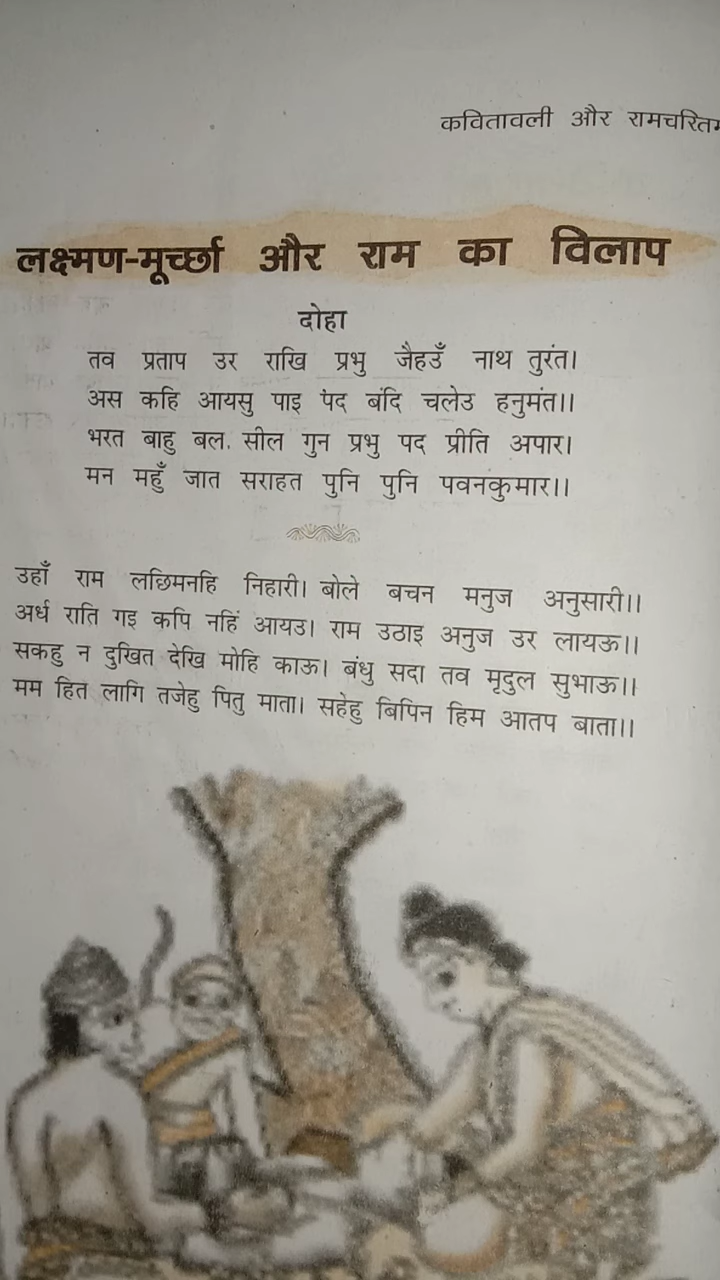 कवितावली और रामचरितम
लक्ष्मण-मूर्च्छा और राम का विलाप
दोहा
तव प्रताप उर राखि प्रभु जैहउँ नाथ तुरंत।
अस कहि आयसु पाइ पद बंदि चलेउ हनुमंत।।
भरत बाहु बल. सील गुन प्रभु पद प्रीति अपार।
मन महुँ जात सराहत पुनि पुनि पवनकुमार।।
उहाँ राम लछिमनहि निहारी। बोले बचन मनुज अनुसारी।।
अर्ध राति गइ कपि नहिं आयउ। राम उठाइ अनुज उर लायऊ।।
सकहु न दुखित देखि मोहि काऊ। बंधु सदा तव मृदुल सुभाऊ।।
मम हित लागि तजेहु पितु माता। सहेहु बिपिन हिम आतप बाता।।